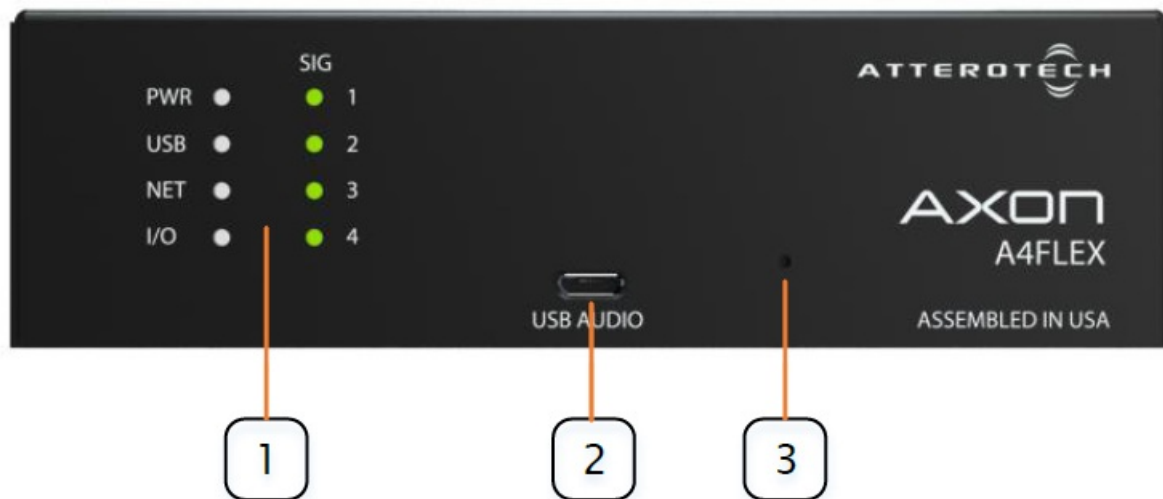 SIG
ATTEROTECH
PWR 1
USB 2
NET 3
I/O 4
AXON
A4FLEX
USB AUDIO
ASSEMBLED IN USA
1
2
3